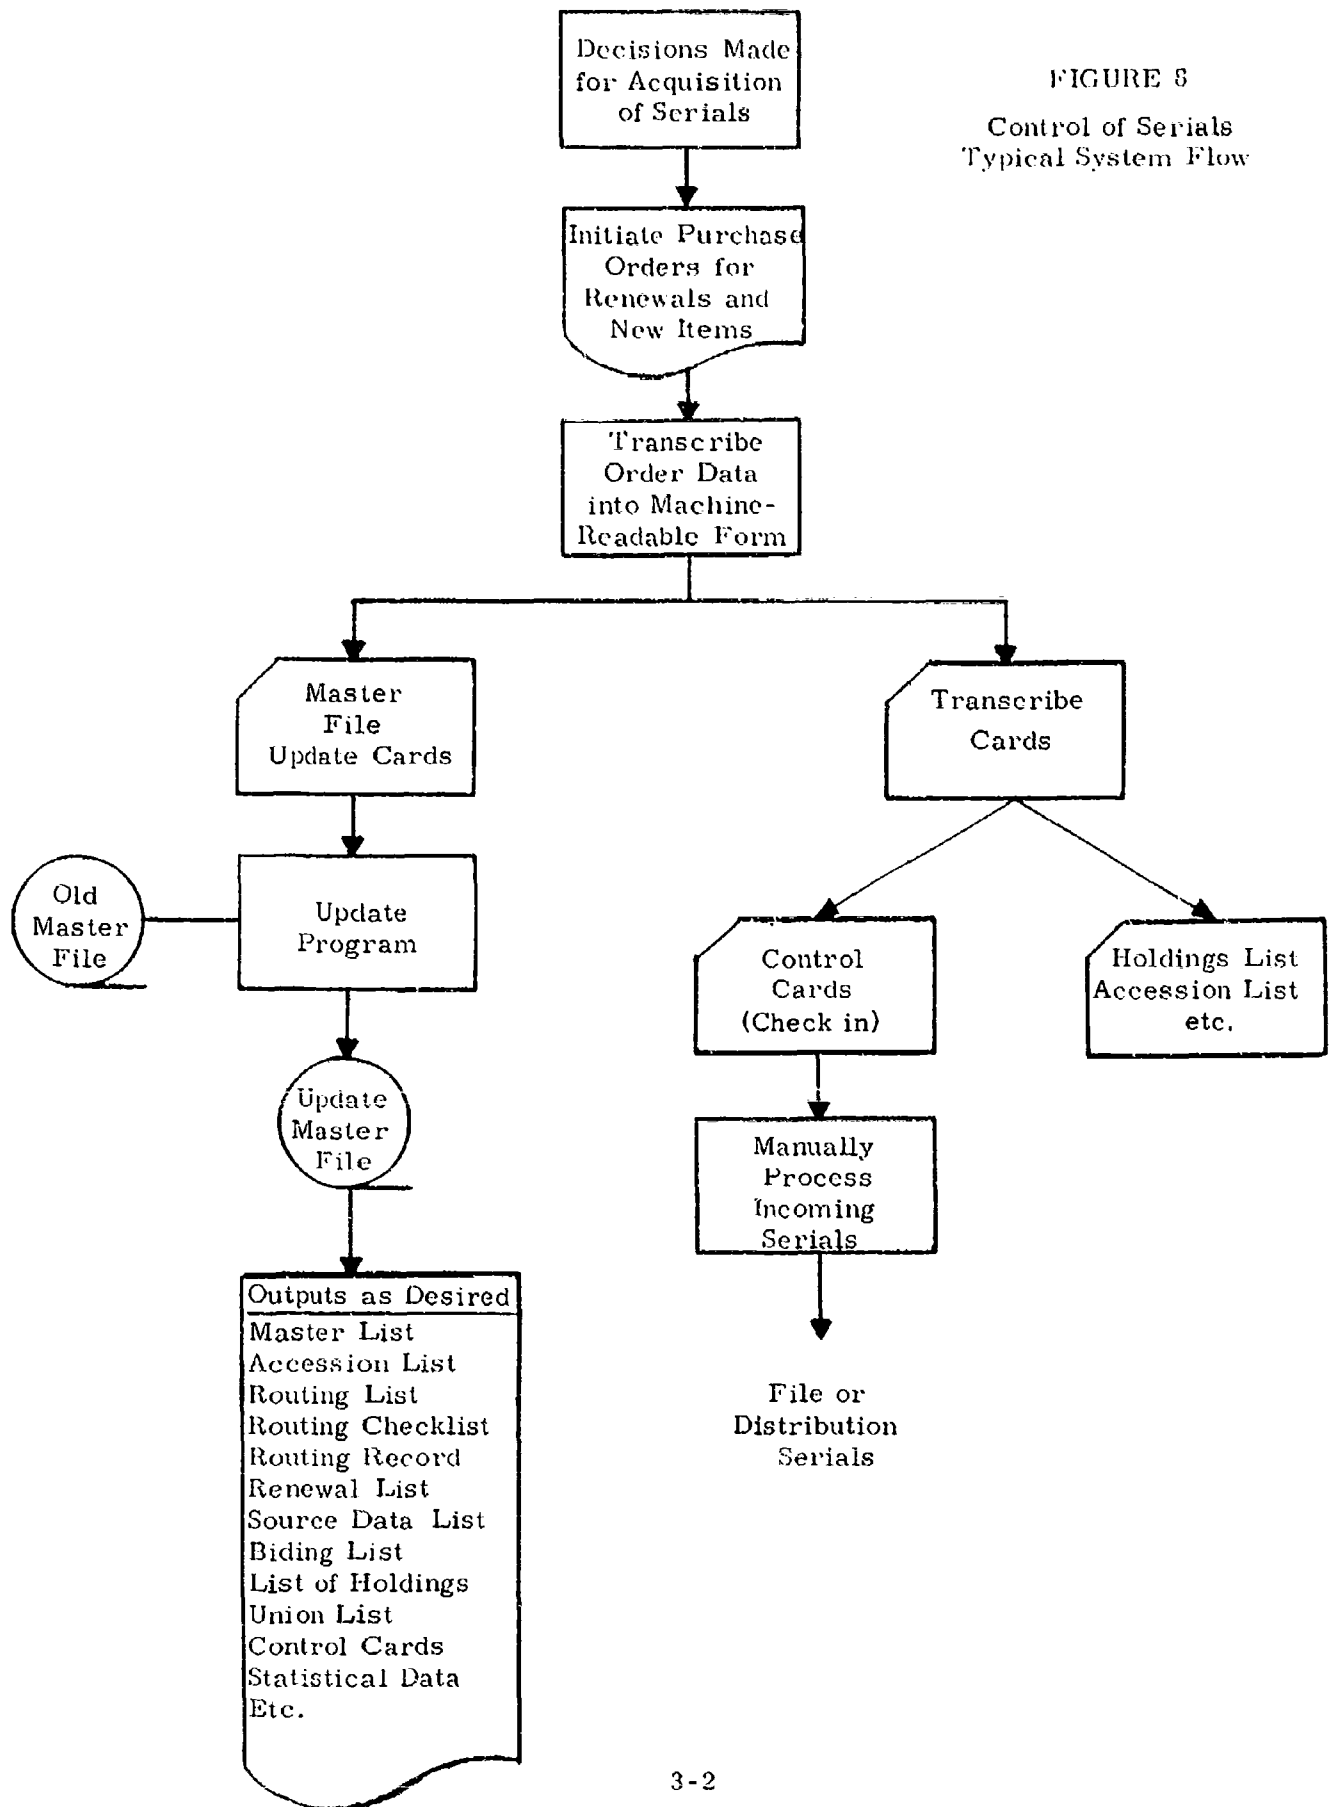 Decisions Made
for Acquisition
of Serials
FIGURE 8
Control of Serials
Typical System Flow
Initiate Purchase
Orders for
Renewals and
New Items
Transcribe
Order Data
into Machine-
Readable Form
Master
File
Update Cards
Transcribe
Cards
Old
Master
File
Update
Program
Control
Cards
(Check in)
Holdings List
Accession List
etc.
Update
Master
File
Manually
Process
Incoming
Serials
Outputs as Desired
Master List
Accession List
Routing List
Routing Checklist
Routing Record
Renewal List
Source Data List
Biding List
List of Holdings
Union List
Control Cards
Statistical Data
Etc.
File or
Distribution
Serials
3-2